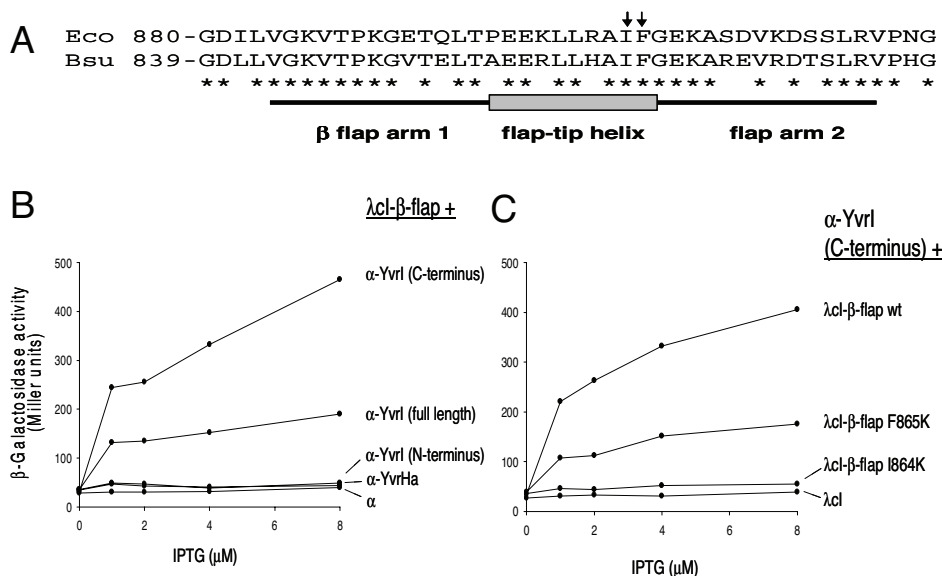 A
Eco 880-GDILVGKVTPKGETQLTPEEKLLRAIFGEKASDVKDSSLRVPNG
Bsu 839-GDLLVGKVTPKGVTELTAEERLLHAIFGEKAREVRDTSLRVPHG
** ********* * ** ** ** ******* * * ***** *
β flap arm 1 flap-tip helix flap arm 2
B
λcI-β-flap +
β-Galactosidase activity
(Miller units)
500
400
300
200
100
0
0 2 4 6 8
IPTG (μM)
α-YvrI (C-terminus)
α-YvrI (full length)
α-YvrI (N-terminus)
α-YvrHa
α
C
α-YvrI
(C-terminus) +
500
400
300
200
100
0
0 2 4 6 8
IPTG (μM)
λcI-β-flap wt
λcI-β-flap F865K
λcI-β-flap I864K
λcI